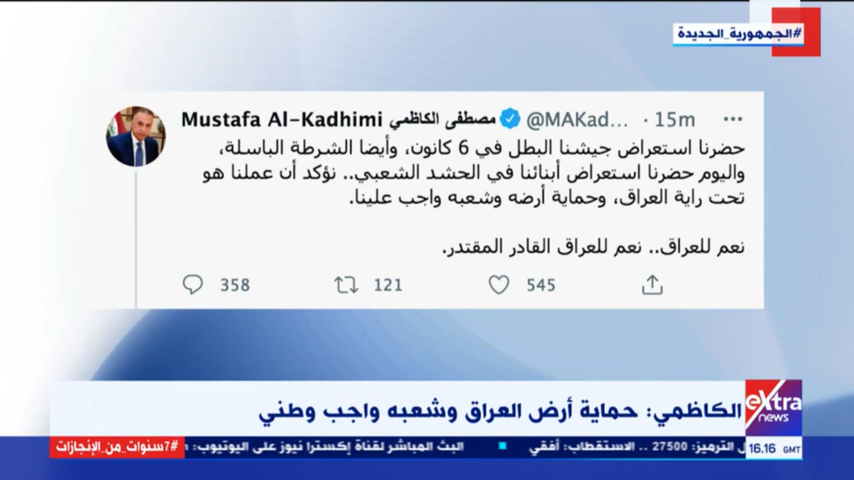 #الجمهورية_الجديدة
Mustafa Al-Kadhimi مصطفى الكاظمي @MAKad... · 15m
حضرنا استعراض جيشنا البطل في 6 كانون، وأيضا الشرطة الباسلة،
واليوم حضرنا استعراض أبنائنا في الحشد الشعبي.. نؤكد أن عملنا هو
تحت راية العراق، وحماية أرضه وشعبه واجب علينا.
نعم للعراق.. نعم للعراق القادر المقتدر.
358 121 545
الكاظمي: حماية أرض العراق وشعبه واجب وطني
eXtra
news
16.16 GMT
الترميز: 27500 .. الاستقطاب: أفقي
البث المباشر لقناة إكسترا نيوز على اليوتيوب:
#7سنوات_من_الإنجازات